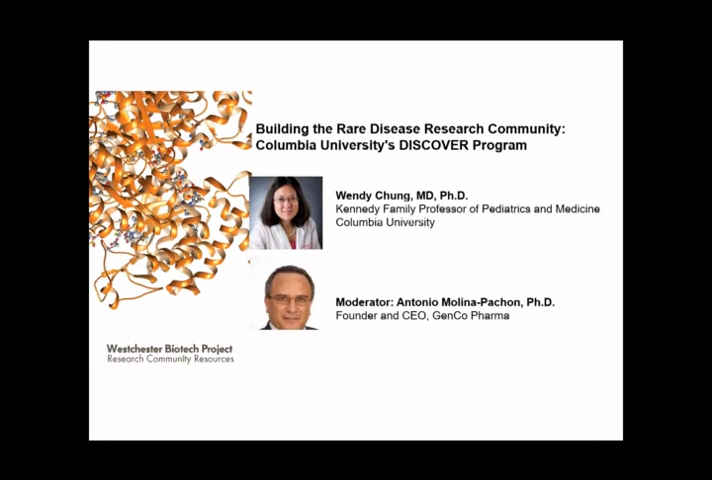 Building the Rare Disease Research Community:
Columbia University's DISCOVER Program
Wendy Chung, MD, Ph.D.
Kennedy Family Professor of Pediatrics and Medicine
Columbia University
Moderator: Antonio Molina-Pachon, Ph.D.
Founder and CEO, GenCo Pharma
Westchester Biotech Project
Research Community Resources